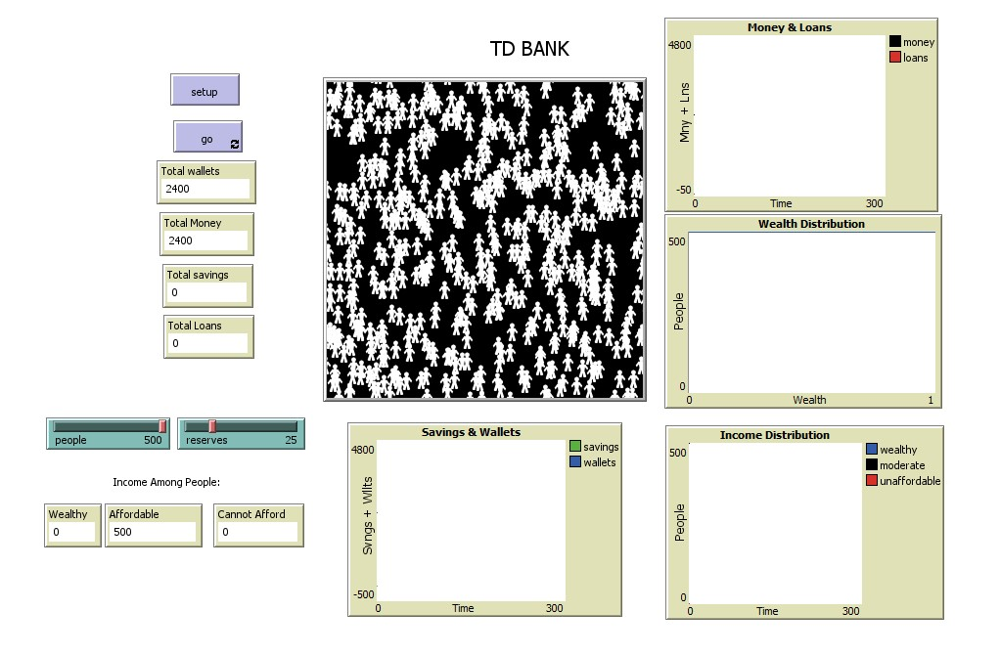 TD BANK
setup
go
Total wallets
2400
Total Money
2400
Total savings
0
Total Loans
0
people 500
reserves 25
Income Among People:
Wealthy
0
Affordable
500
Cannot Afford
0
Money & Loans
4800
Mny + Lns
-50
0 Time 300
money
loans
Wealth Distribution
500
People
0
0 Wealth 1
Savings & Wallets
4800
Svngs + Wllts
-500
0 Time 300
savings
wallets
Income Distribution
500
People
0
0 Time 300
wealthy
moderate
unaffordable